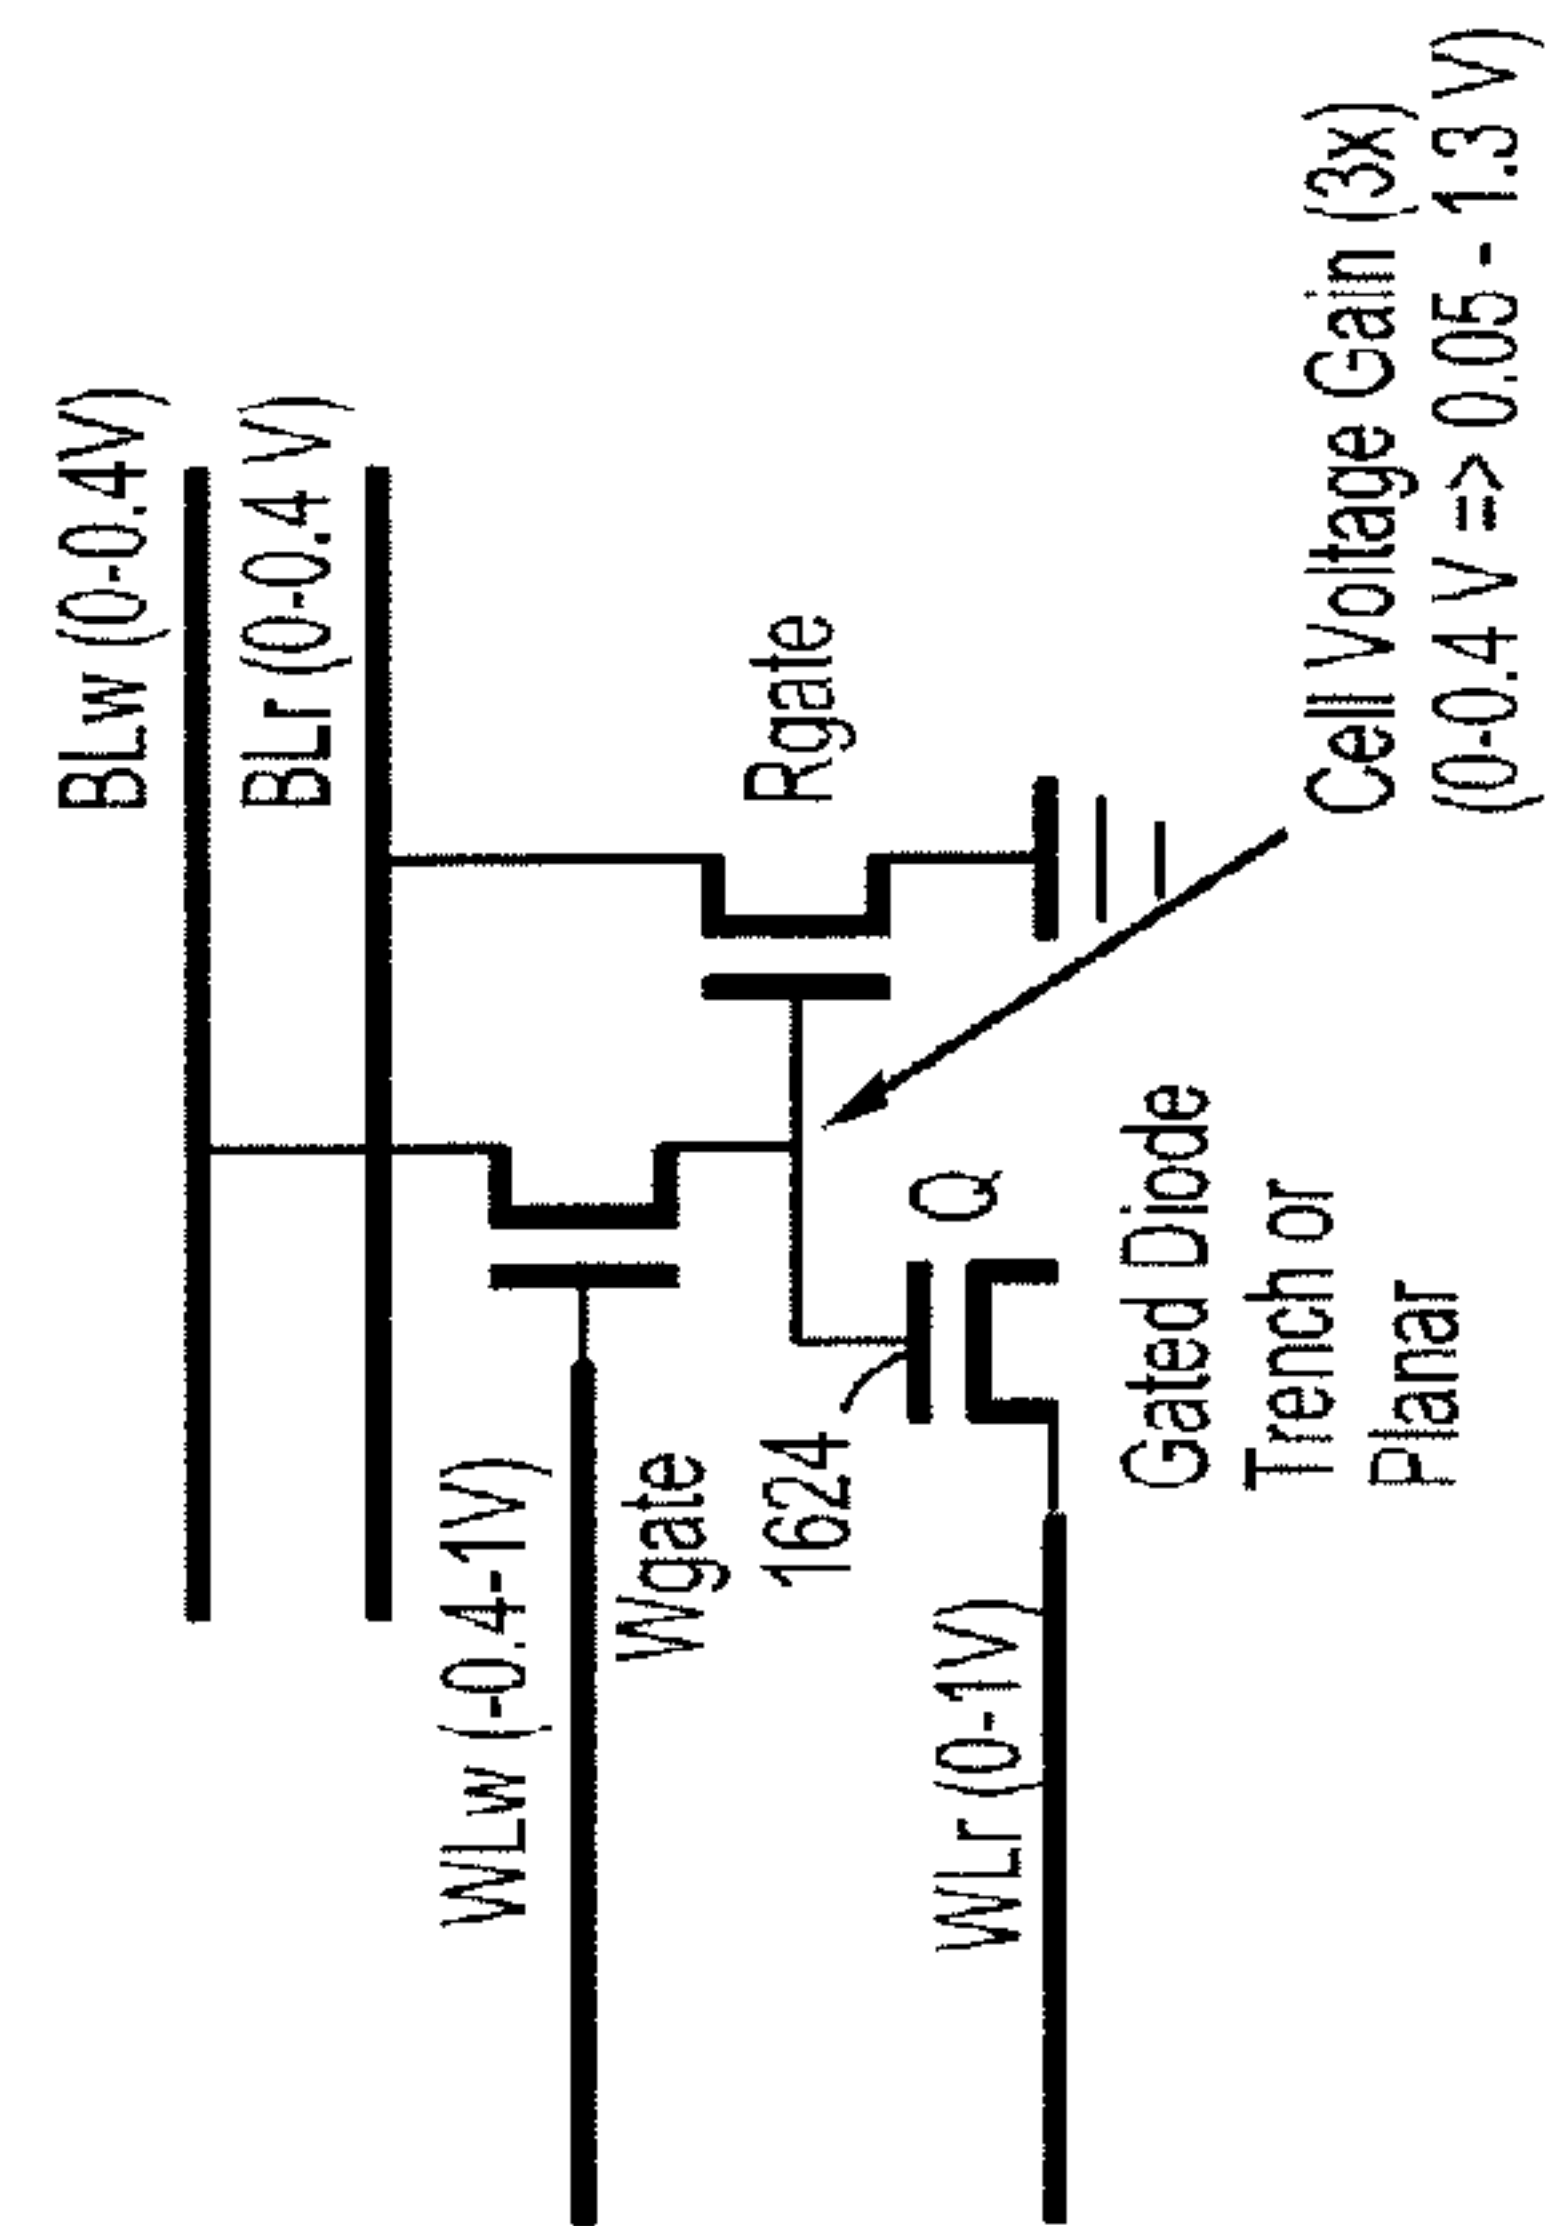 BLw (0-0.4V)
BLr (0-0.4 V)
WLw (-0.4-1V)
Wgate
Rgate
1624
Q
WLr (0-1V)
Gated Diode
Trench or
Planar
Cell Voltage Gain (3x)
(0-0.4 V => 0.05 - 1.3 V)